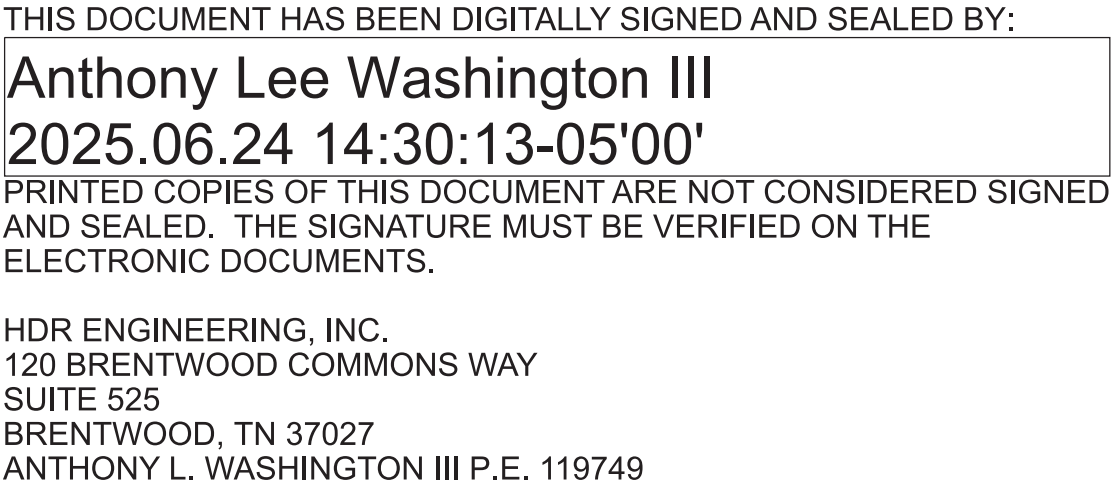 THIS DOCUMENT HAS BEEN DIGITALLY SIGNED AND SEALED BY:
Anthony Lee Washington III
2025.06.24 14:30:13-05'00'
PRINTED COPIES OF THIS DOCUMENT ARE NOT CONSIDERED SIGNED
AND SEALED.  THE SIGNATURE MUST BE VERIFIED ON THE
ELECTRONIC DOCUMENTS.

HDR ENGINEERING, INC.
120 BRENTWOOD COMMONS WAY
SUITE 525
BRENTWOOD, TN 37027
ANTHONY L. WASHINGTON III P.E. 119749